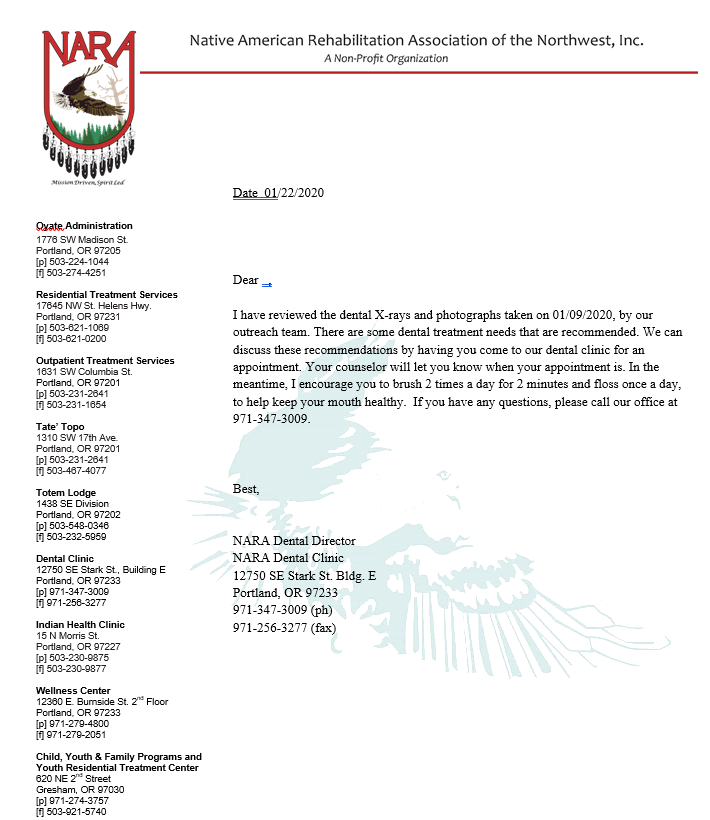 NARA
Mission Driven, Spirit Led
Native American Rehabilitation Association of the Northwest, Inc.
A Non-Profit Organization
Oyate Administration
1776 SW Madison St.
Portland, OR 97205
[p] 503-224-1044
[f] 503-274-4251
Residential Treatment Services
17645 NW St. Helens Hwy.
Portland, OR 97231
[p] 503-621-1069
[f] 503-621-0200
Outpatient Treatment Services
1631 SW Columbia St.
Portland, OR 97201
[p] 503-231-2641
[f] 503-231-1654
Tate’ Topo
1310 SW 17th Ave.
Portland, OR 97201
[p] 503-231-2641
[f] 503-467-4077
Totem Lodge
1438 SE Division
Portland, OR 97202
[p] 503-548-0346
[f] 503-232-5959
Dental Clinic
12750 SE Stark St., Building E
Portland, OR 97233
[p] 971-347-3009
[f] 971-256-3277
Indian Health Clinic
15 N Morris St.
Portland, OR 97227
[p] 503-230-9875
[f] 503-230-9877
Wellness Center
12360 E. Burnside St. 2nd Floor
Portland, OR 97233
[p] 971-279-4800
[f] 971-279-2051
Child, Youth & Family Programs and
Youth Residential Treatment Center
620 NE 2nd Street
Gresham, OR 97030
[p] 971-274-3757
[f] 503-921-5740
Date 01/22/2020
Dear ,
I have reviewed the dental X-rays and photographs taken on 01/09/2020, by our
outreach team. There are some dental treatment needs that are recommended. We can
discuss these recommendations by having you come to our dental clinic for an
appointment. Your counselor will let you know when your appointment is. In the
meantime, I encourage you to brush 2 times a day for 2 minutes and floss once a day,
to help keep your mouth healthy. If you have any questions, please call our office at
971-347-3009.
Best,
NARA Dental Director
NARA Dental Clinic
12750 SE Stark St. Bldg. E
Portland, OR 97233
971-347-3009 (ph)
971-256-3277 (fax)